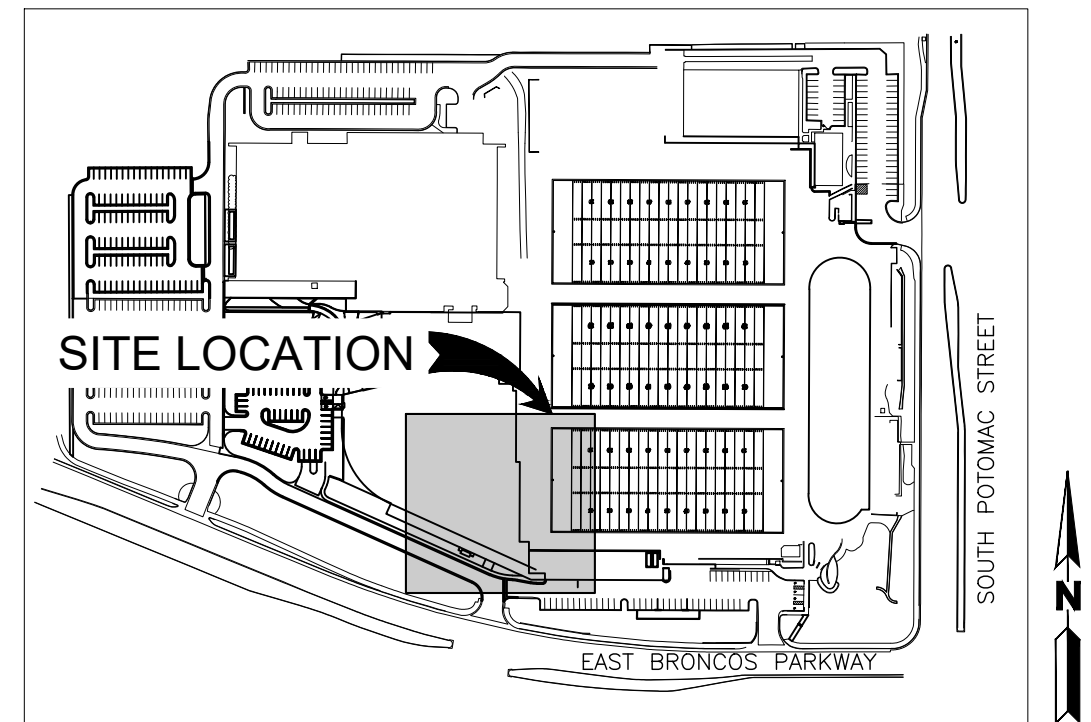 SITE LOCATION
SOUTH POTOMAC STREET
EAST BRONCOS PARKWAY
N